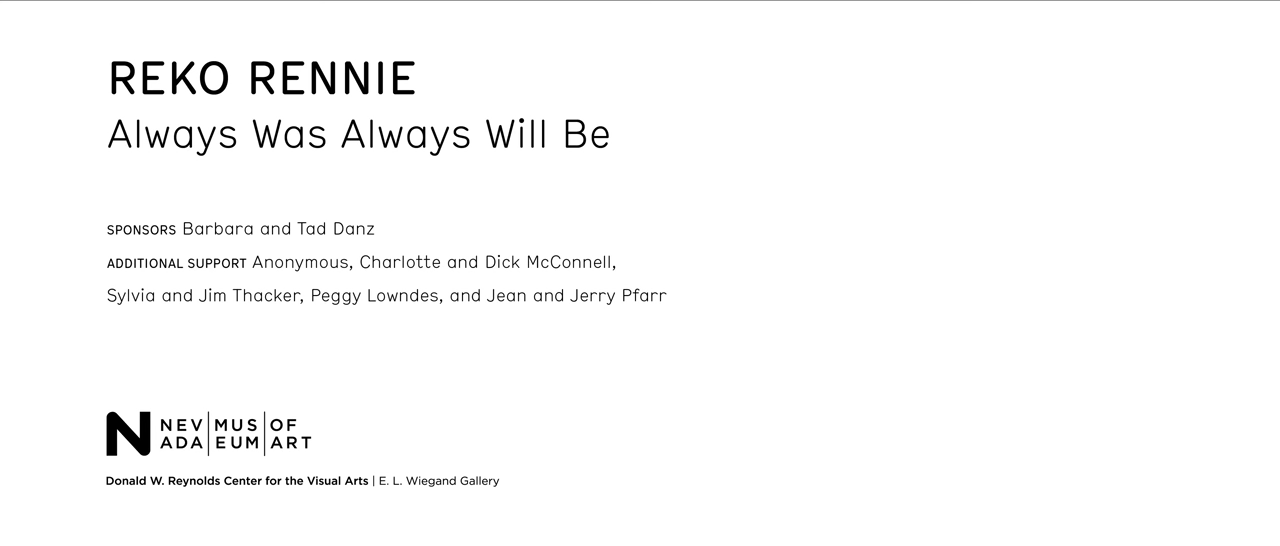 REKO RENNIE
Always Was Always Will Be
SPONSORS Barbara and Tad Danz
ADDITIONAL SUPPORT Anonymous, Charlotte and Dick McConnell,
Sylvia and Jim Thacker, Peggy Lowndes, and Jean and Jerry Pfarr
N NEV|MUS|OF
ADA|EUM|ART
Donald W. Reynolds Center for the Visual Arts | E. L. Wiegand Gallery